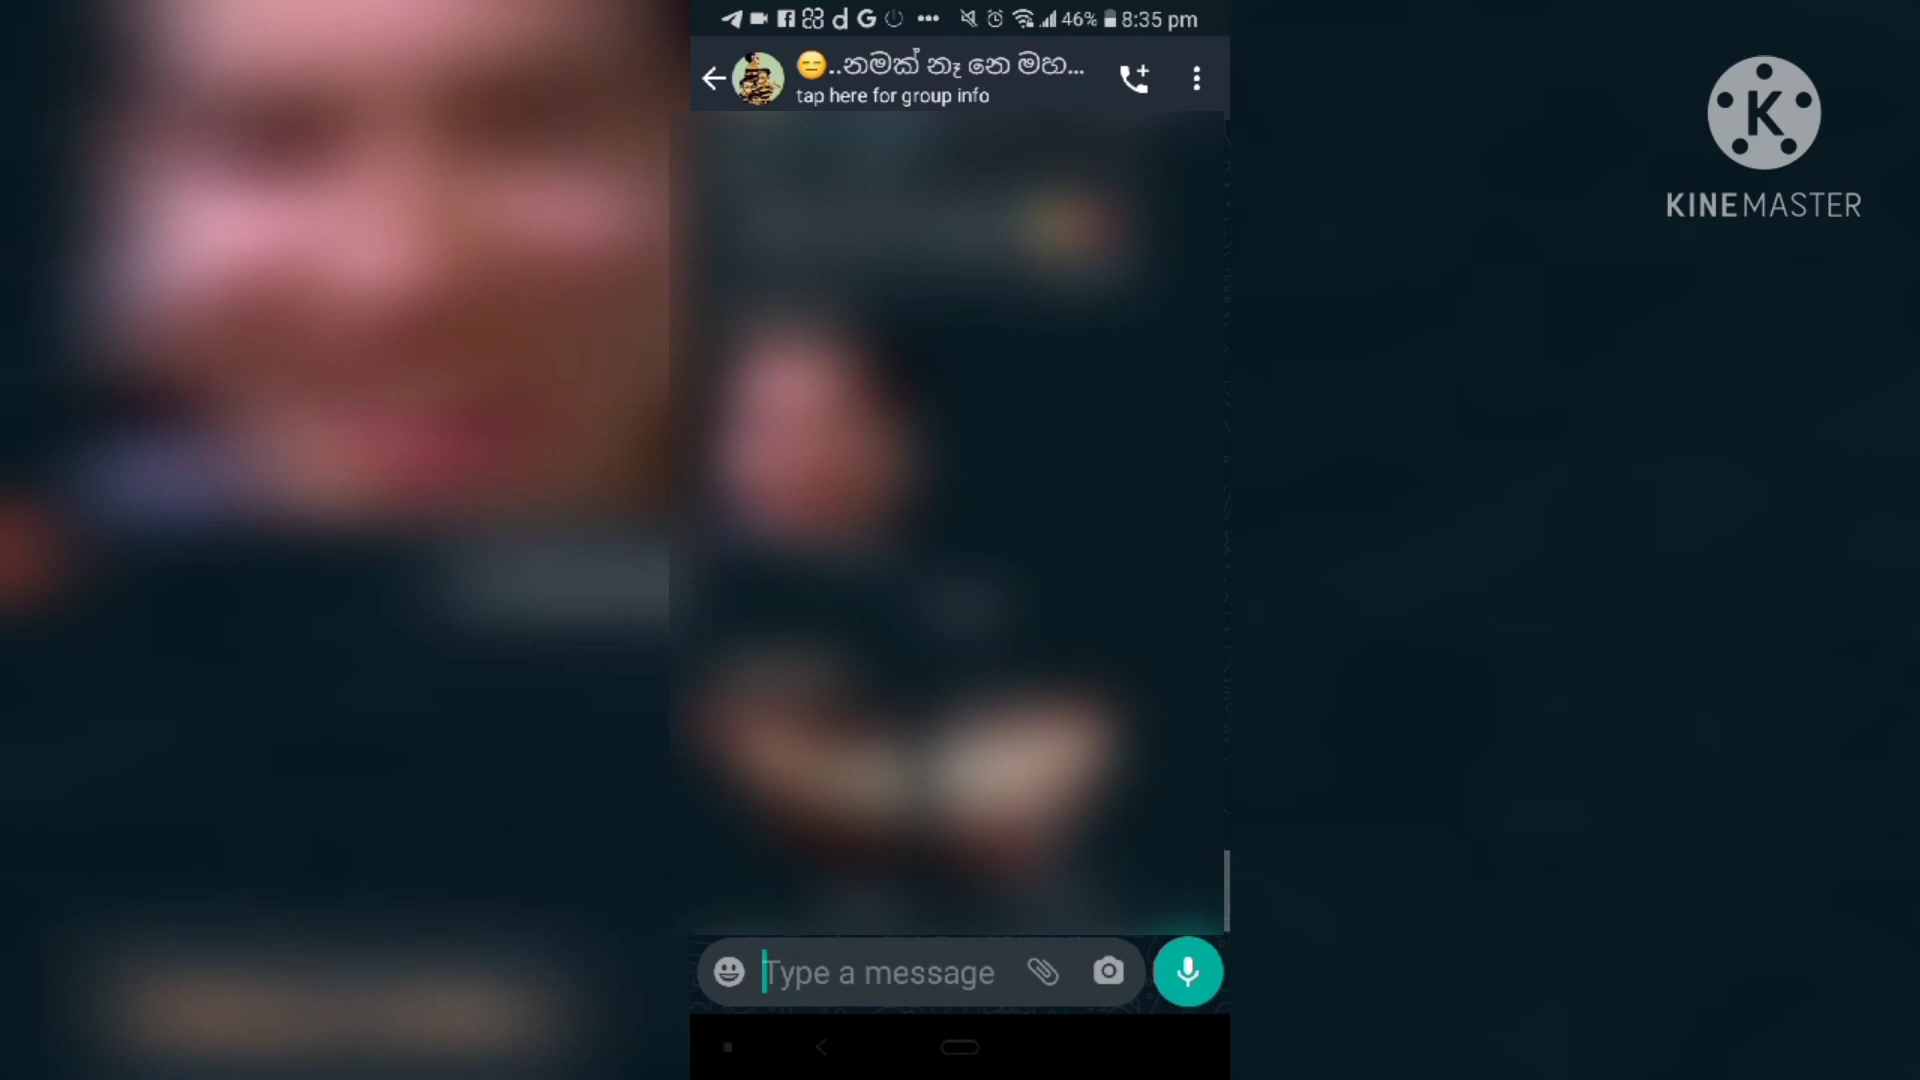 46% 8:35 pm
😑..නමක් නෑ නෙ මහ...
tap here for group info
KINEMASTER
Type a message